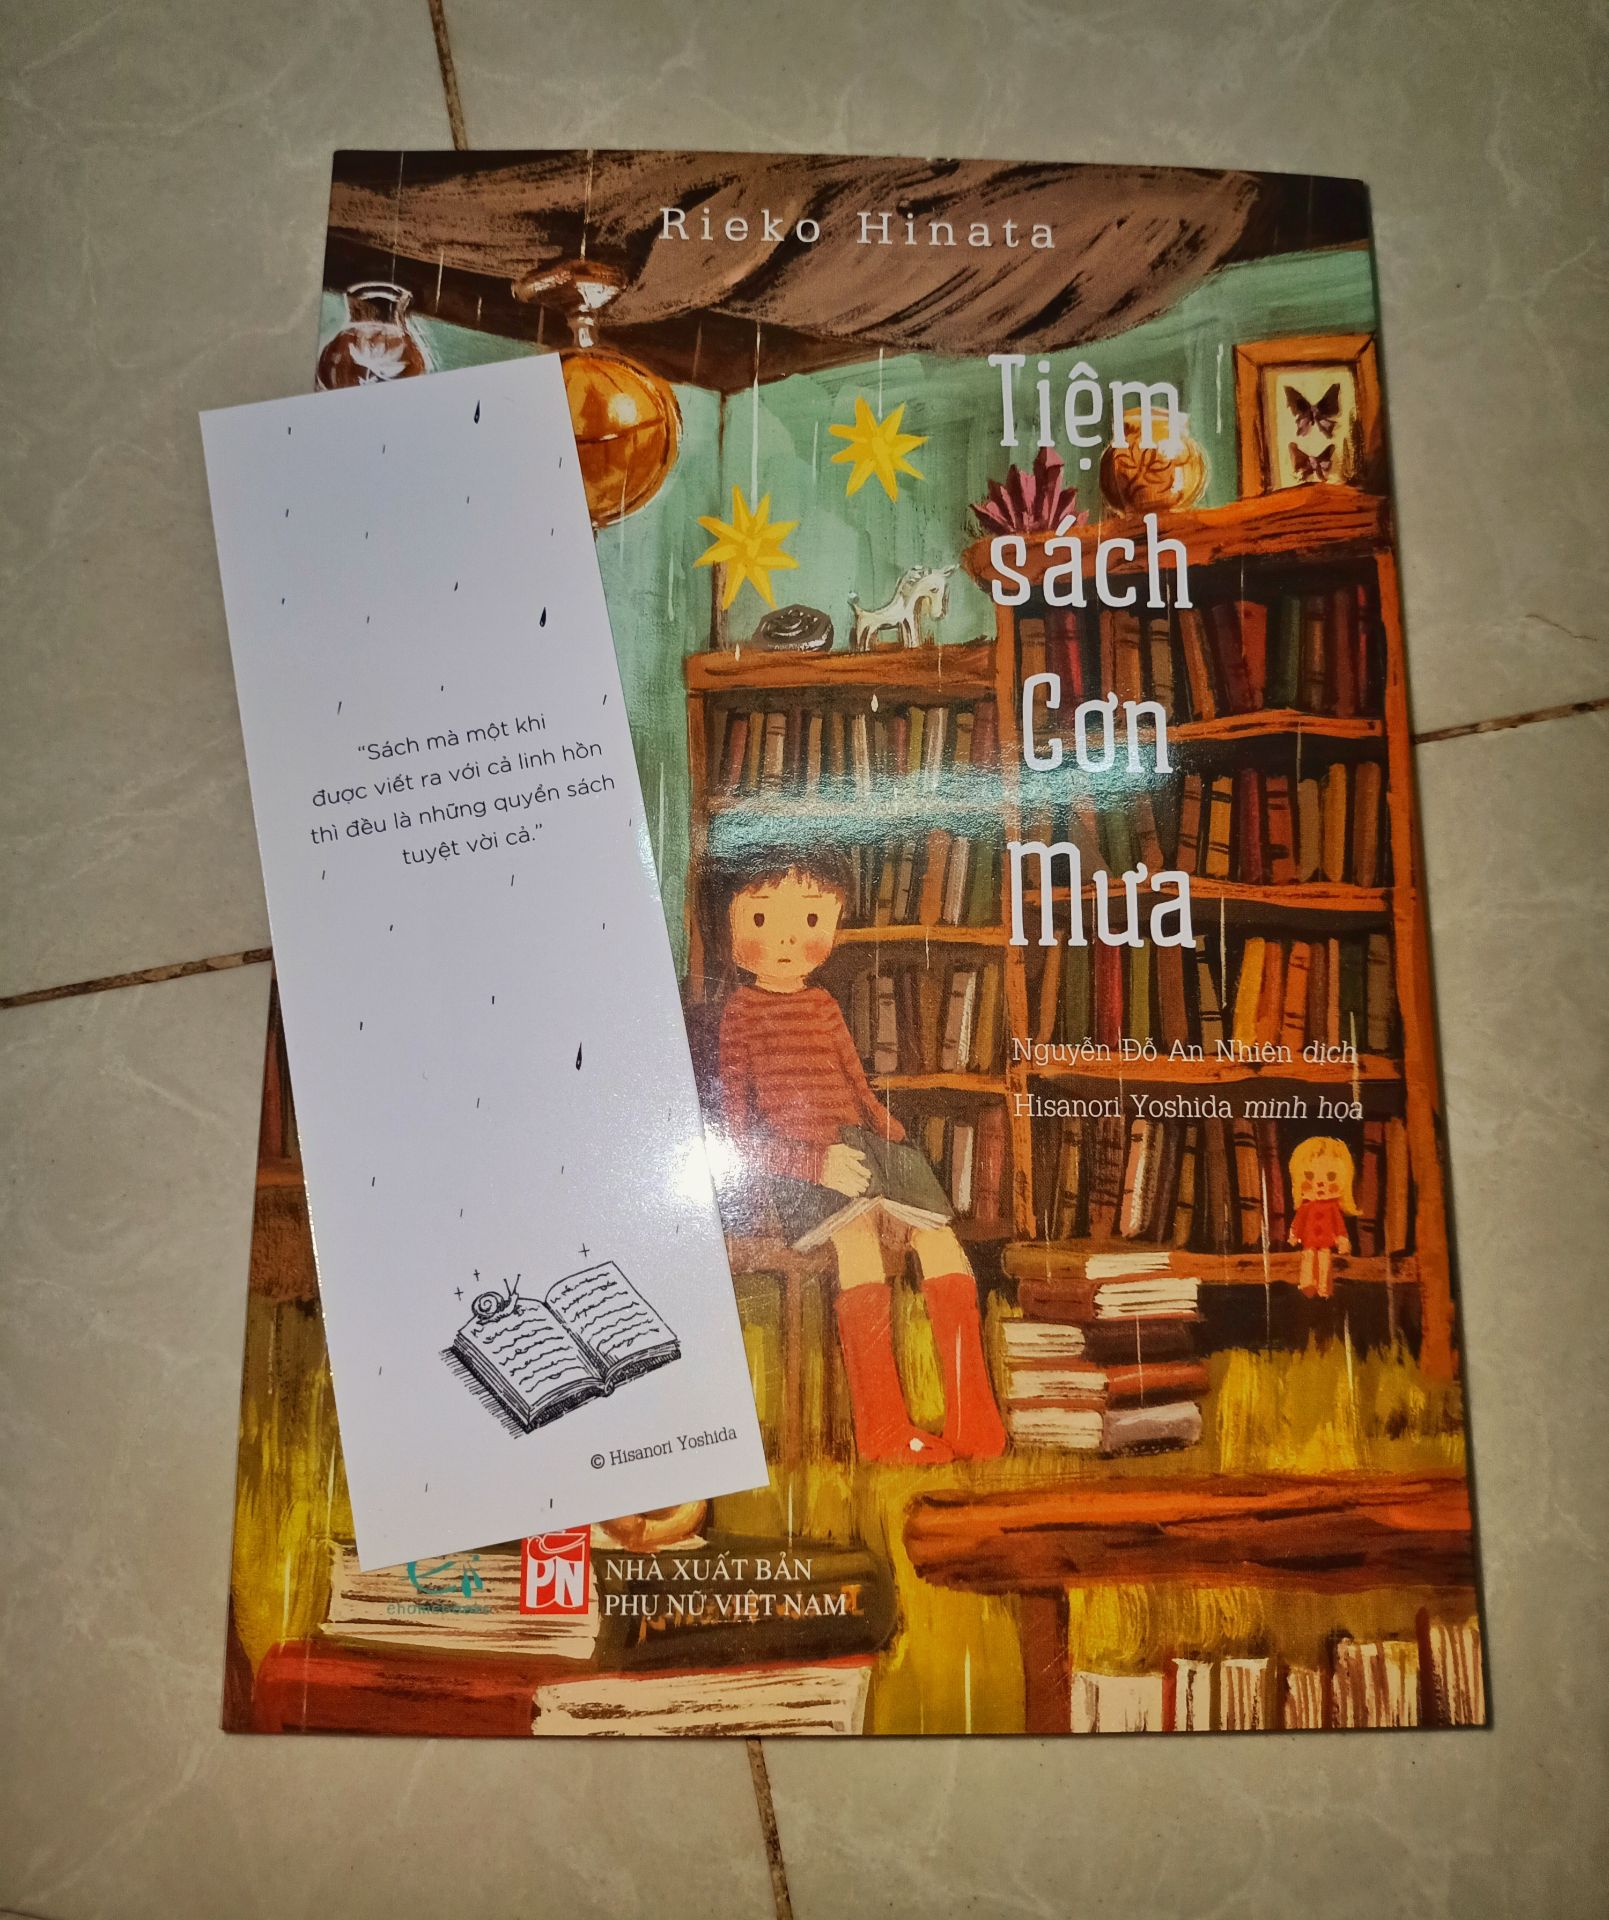 Rieko Hinata
Tiệm
sách
Cơn
Mưa
Nguyễn Đỗ An Nhiên dịch
Hisanori Yoshida minh họa
“Sách mà một khi
được viết ra với cả linh hồn
thì đều là những quyển sách
tuyệt vời cả.”
© Hisanori Yoshida
PN
NHÀ XUẤT BẢN
PHỤ NỮ VIỆT NAM
ehomebooks